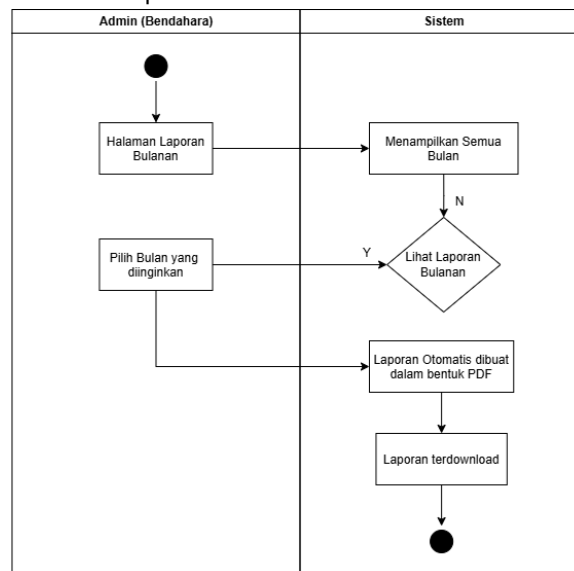 Admin (Bendahara)
Sistem
Halaman Laporan
Bulanan
Menampilkan Semua
Bulan
N
Pilih Bulan yang
diinginkan
Y
Lihat Laporan
Bulanan
Laporan Otomatis dibuat
dalam bentuk PDF
Laporan terdownload